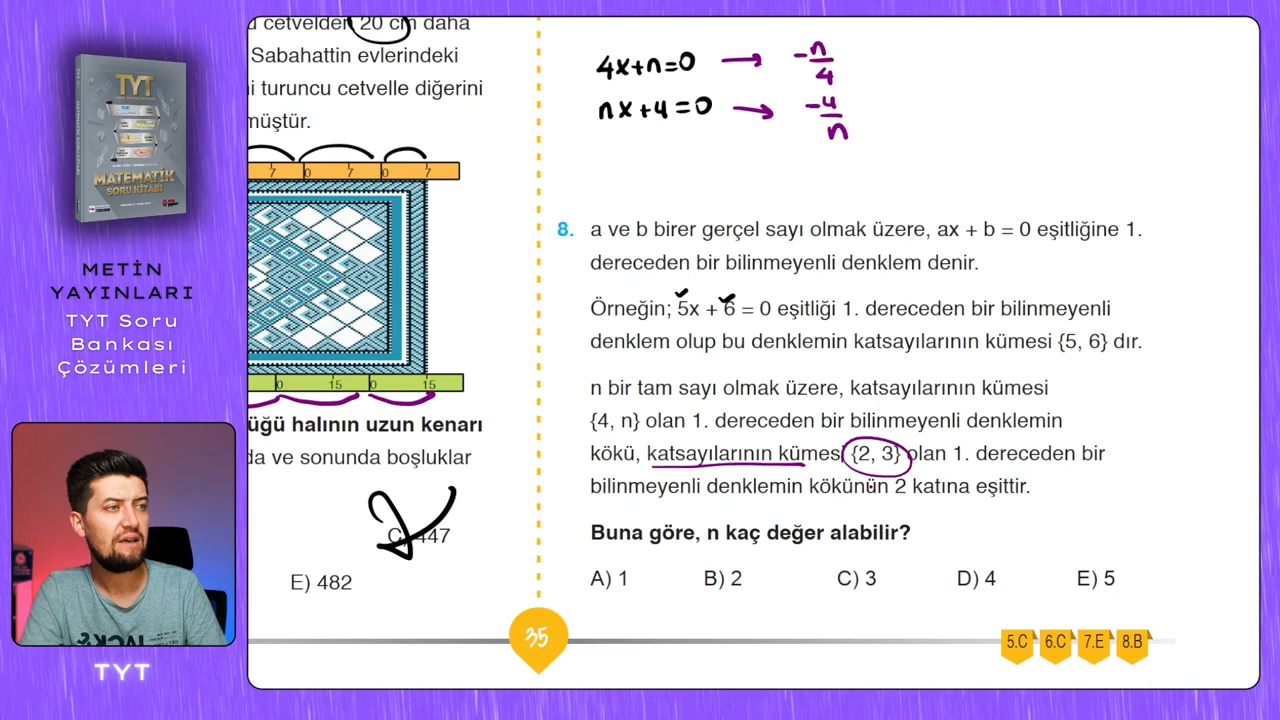 TYT
MATEMATİK
SORU KİTABI
METİN
YAYINLARI
TYT Soru
Bankası
Çözümleri
TYT
cetvelden 20 cm daha
Sabahattin evlerindeki
turuncu cetvelle diğerini
müştür.
7 0 7 0 7
0 15 0 15
üğü halının uzun kenarı
da ve sonunda boşluklar
C) 447
E) 482
4x+n=0 → -n/4
nx+4=0 → -4/n
8. a ve b birer gerçel sayı olmak üzere, ax + b = 0 eşitliğine 1.
dereceden bir bilinmeyenli denklem denir.
Örneğin; 5x + 6 = 0 eşitliği 1. dereceden bir bilinmeyenli
denklem olup bu denklemin katsayılarının kümesi {5, 6} dır.
n bir tam sayı olmak üzere, katsayılarının kümesi
{4, n} olan 1. dereceden bir bilinmeyenli denklemin
kökü, katsayılarının kümesi {2, 3} olan 1. dereceden bir
bilinmeyenli denklemin kökünün 2 katına eşittir.
Buna göre, n kaç değer alabilir?
A) 1 B) 2 C) 3 D) 4 E) 5
35
5.C 6.C 7.E 8.B